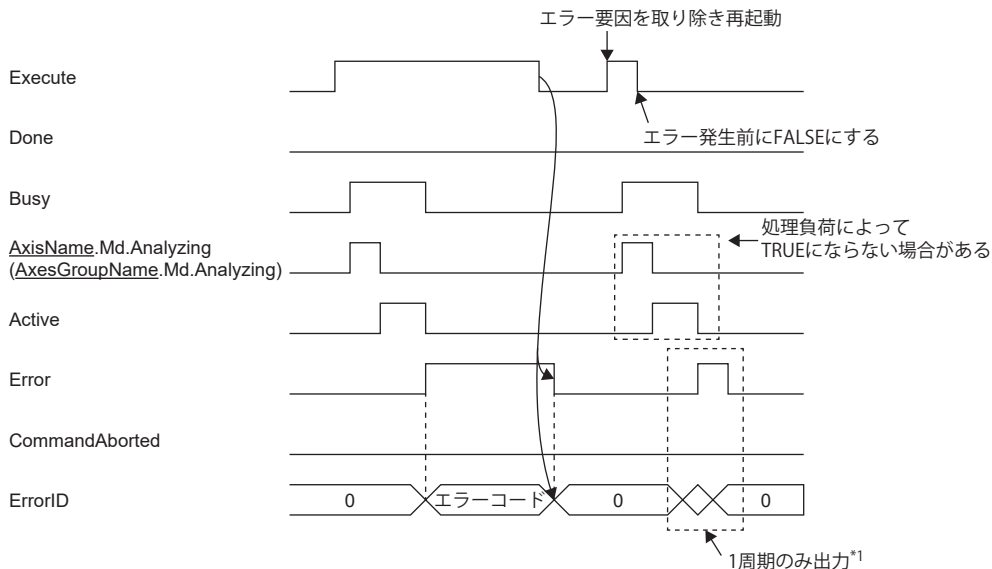 エラー要因を取り除き再起動
Execute
エラー発生前にFALSEにする
Done
Busy
処理負荷によって
TRUEにならない場合がある
AxisName.Md.Analyzing
(AxesGroupName.Md.Analyzing)
Active
Error
CommandAborted
ErrorID
0
エラーコード
0
0
1周期のみ出力*1